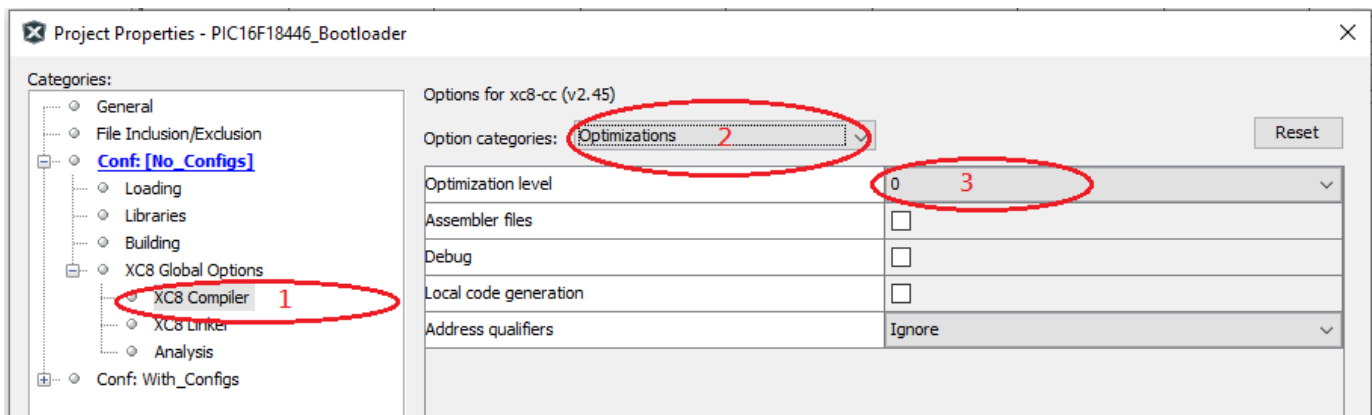 Project Properties - PIC16F18446_Bootloader
Categories:
General
File Inclusion/Exclusion
Conf: [No_Configs]
Loading
Libraries
Building
XC8 Global Options
XC8 Compiler 1
XC8 Linker
Analysis
Conf: With_Configs
Options for xc8-cc (v2.45)
Option categories: Optimizations 2 Reset
Optimization level 0 3
Assembler files
Debug
Local code generation
Address qualifiers Ignore